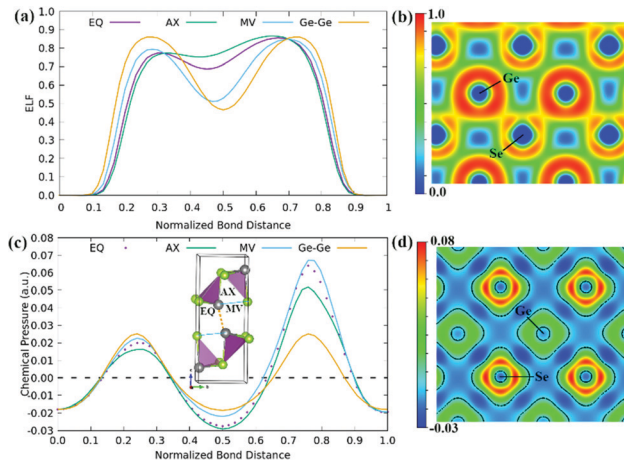 (a)
EQ AX MV Ge-Ge
ELF
1.0
0.9
0.8
0.7
0.6
0.5
0.4
0.3
0.2
0.1
0.0
0 0.1 0.2 0.3 0.4 0.5 0.6 0.7 0.8 0.9 1
Normalized Bond Distance
(b)
1.0
0.0
Ge
Se
(c)
EQ AX MV Ge-Ge
Chemical Pressure (a.u.)
0.08
0.07
0.06
0.05
0.04
0.03
0.02
0.01
0.00
-0.01
-0.02
-0.03
AX
EQ MV
0.0 0.1 0.2 0.3 0.4 0.5 0.6 0.7 0.8 0.9 1.0
Normalized Bond Distance
(d)
0.08
-0.03
Ge
Se